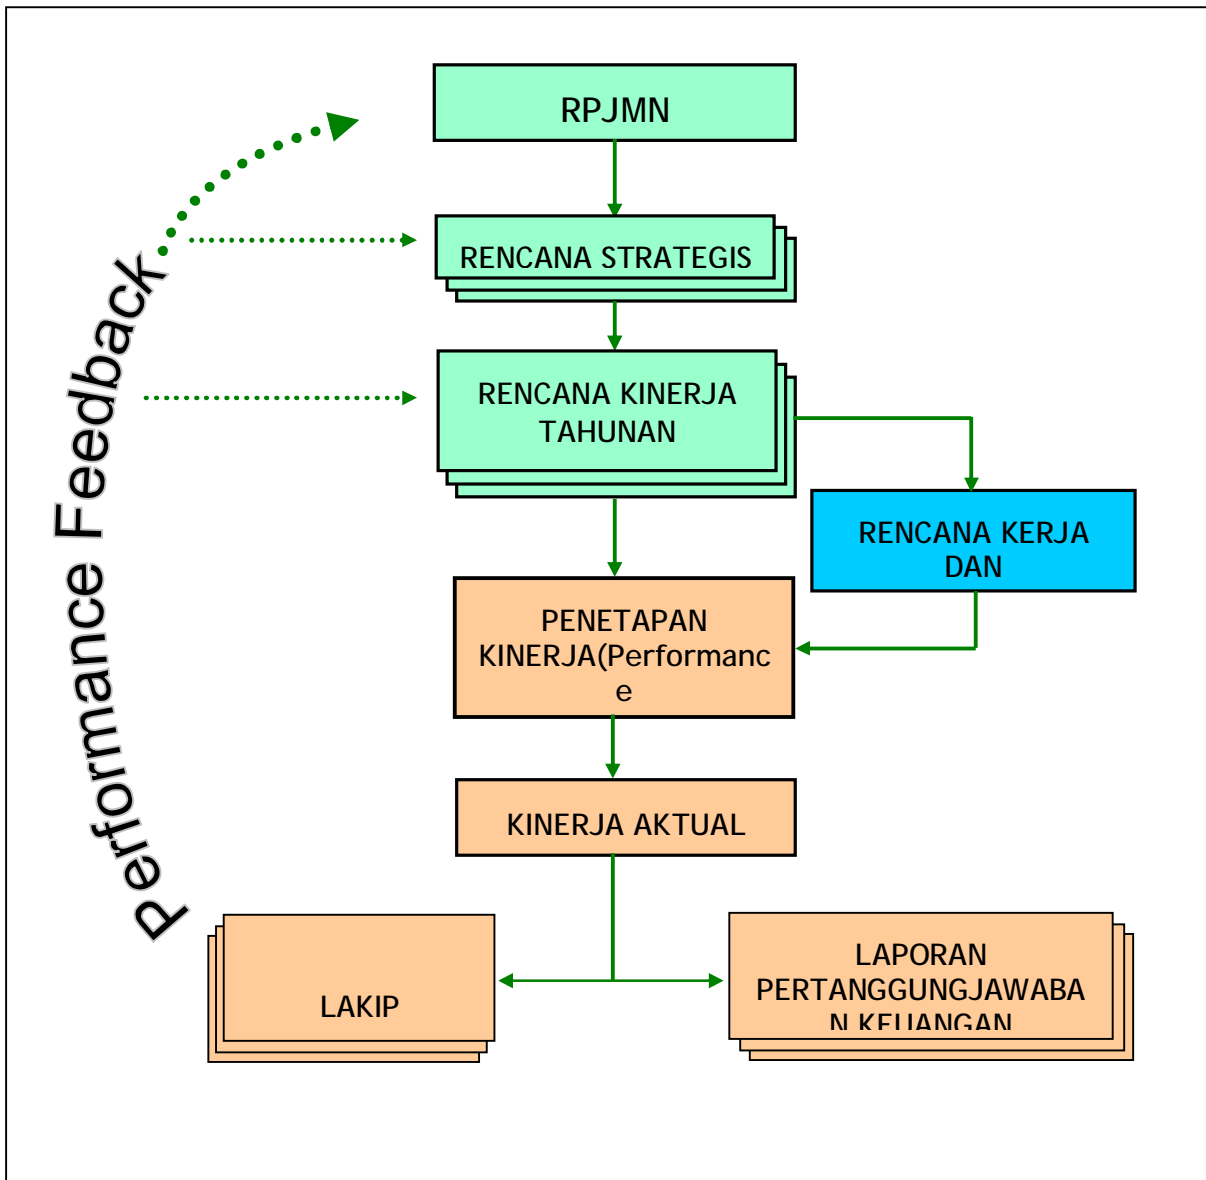 RPJMN
RENCANA STRATEGIS
RENCANA KINERJA
TAHUNAN
RENCANA KERJA
DAN
PENETAPAN
KINERJA(Performanc
e
KINERJA AKTUAL
LAKIP
LAPORAN
PERTANGGUNGJAWABA
N KEUANGAN
Performance Feedback